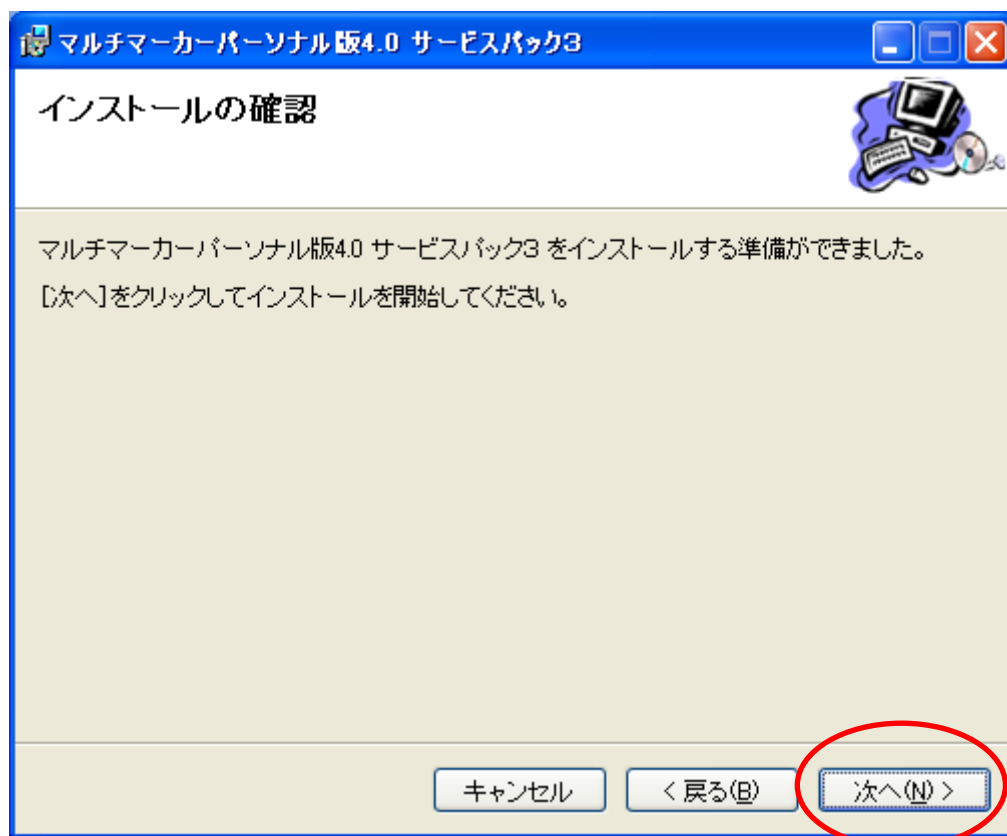 マルチマーカーパーソナル版4.0 サービスパック3
インストールの確認
マルチマーカーパーソナル版4.0 サービスパック3 をインストールする準備ができました。
[次へ]をクリックしてインストールを開始してください。
キャンセル
< 戻る(B)
次へ(N) >